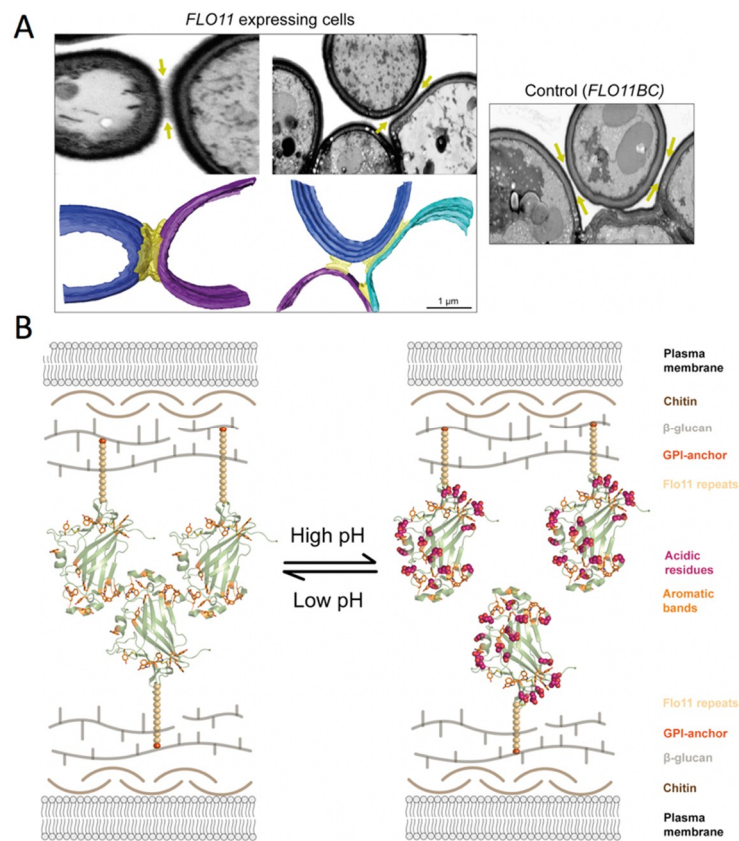 A
FLO11 expressing cells
Control (FLO11BC)
1 µm
B
Plasma
membrane
Chitin
β-glucan
GPI-anchor
Flo11 repeats
High pH
Low pH
Acidic
residues
Aromatic
bands
Flo11 repeats
GPI-anchor
β-glucan
Chitin
Plasma
membrane